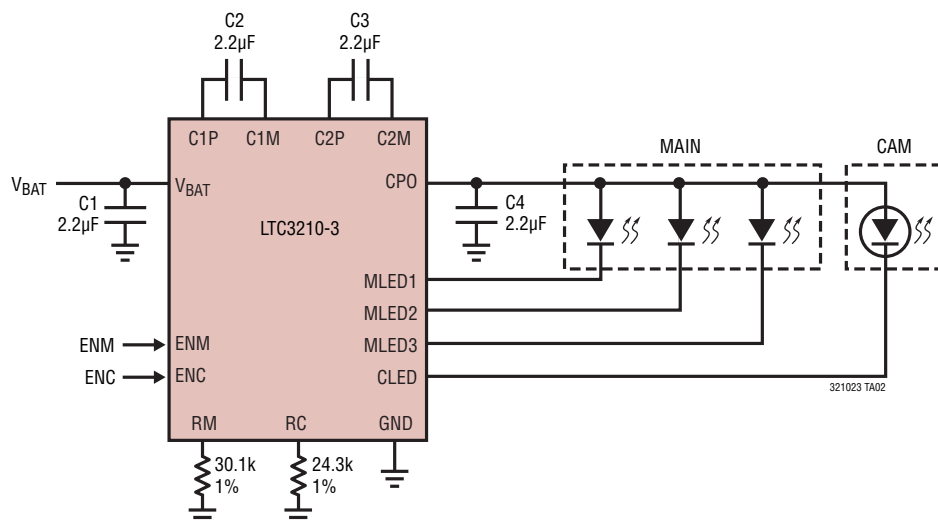 C2
2.2µF
C3
2.2µF
C1P
C1M
C2P
C2M
MAIN
CAM
VBAT
VBAT
CPO
C1
2.2µF
C4
2.2µF
LTC3210-3
MLED1
MLED2
MLED3
CLED
ENM
ENM
ENC
ENC
321023 TA02
RM
RC
GND
30.1k
1%
24.3k
1%